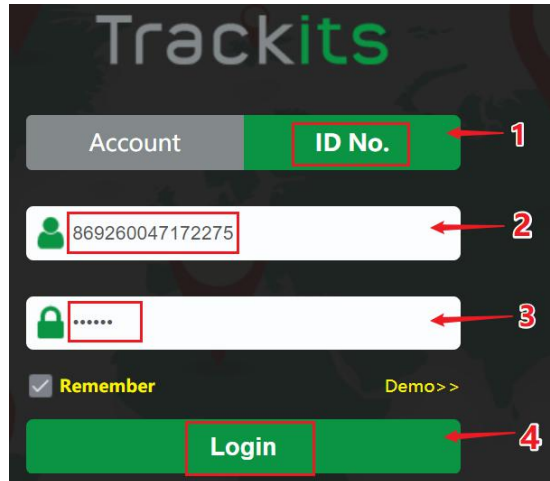 Trackits
Account ID No. 1
869260047172275 2
•••••• 3
Remember Demo>>
Login 4